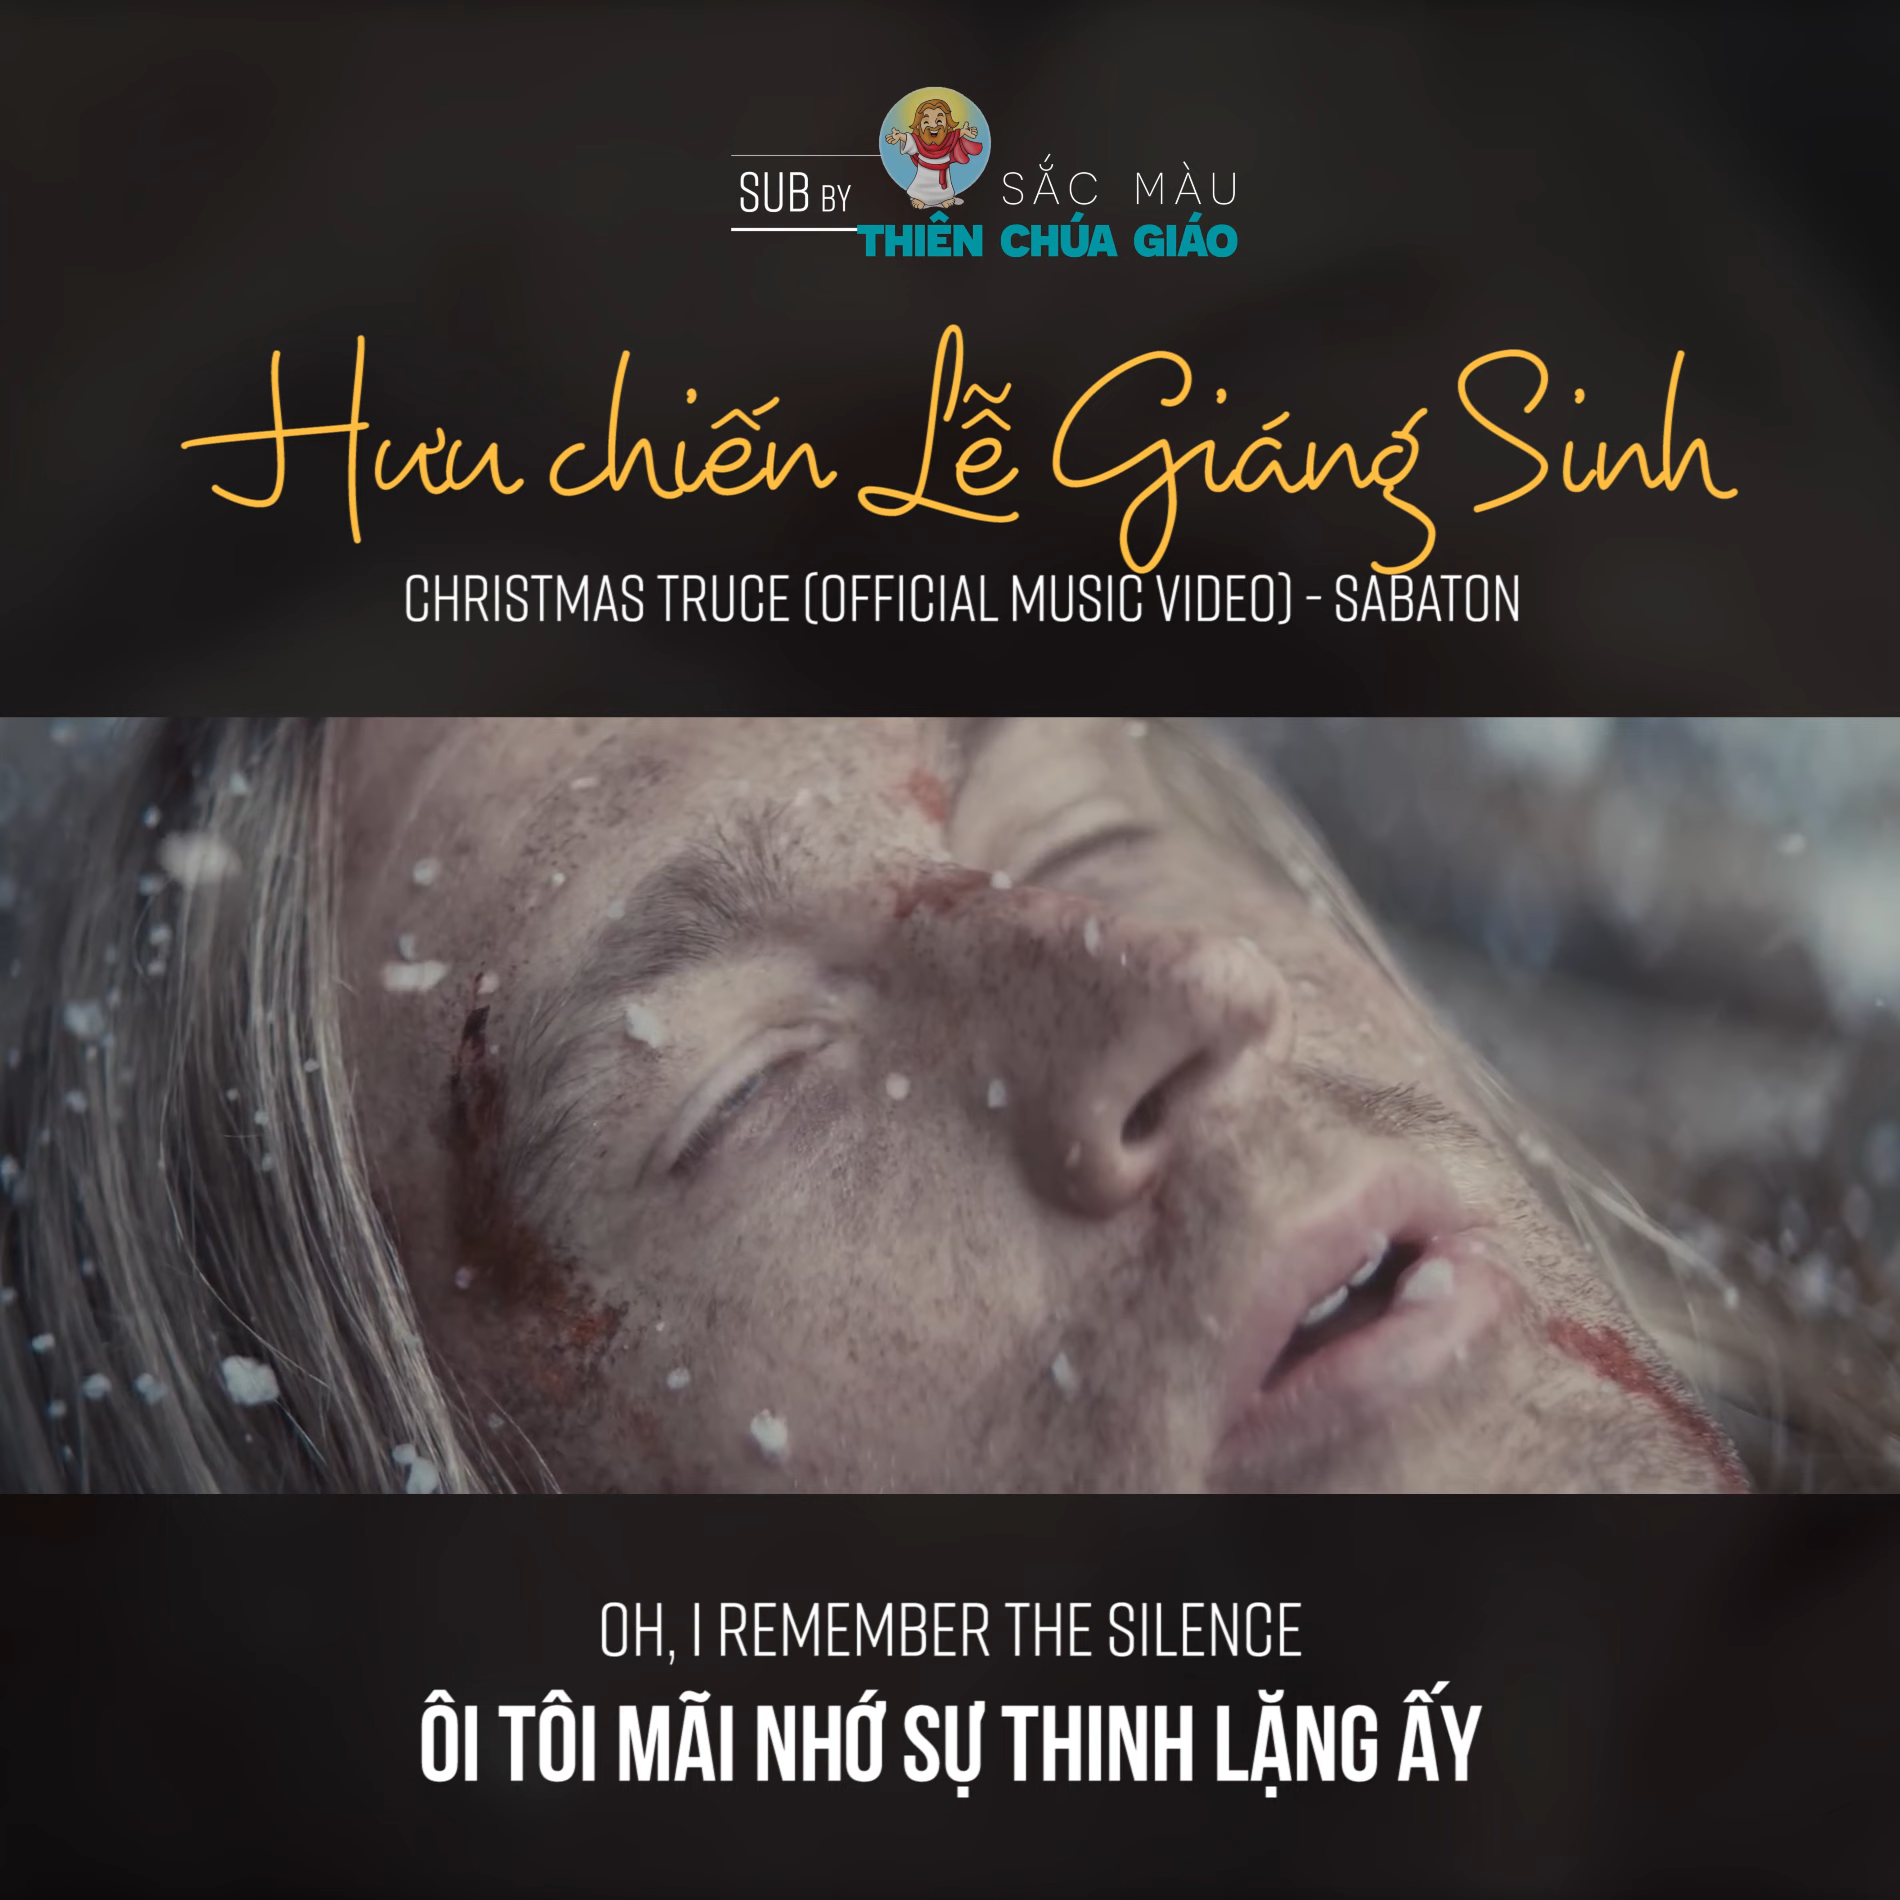 SUB BY
SẮC MÀU
THIÊN CHÚA GIÁO
Hưu chiến Lễ Giáng Sinh
CHRISTMAS TRUCE (OFFICIAL MUSIC VIDEO) - SABATON
OH, I REMEMBER THE SILENCE
ÔI TÔI MÃI NHỚ SỰ THINH LẶNG ẤY